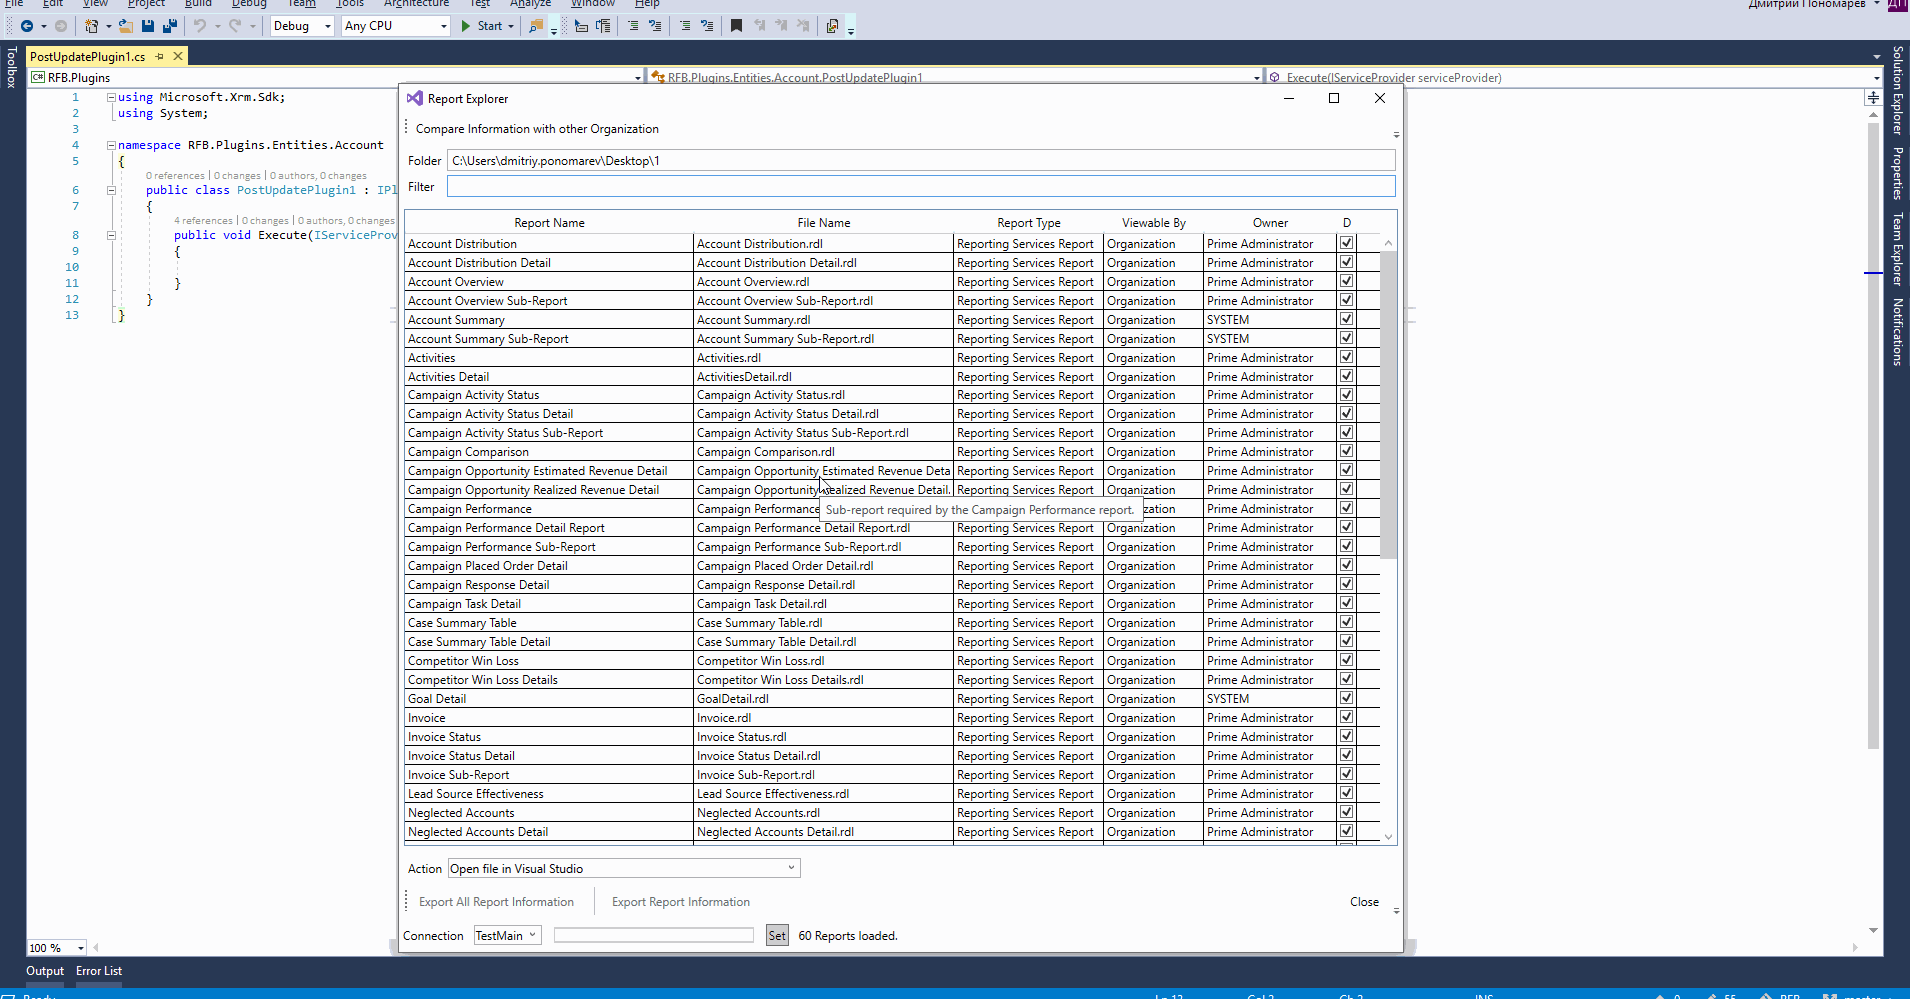 File Edit View Project Build Debug Team Tools Architecture Test Analyze Window Help Дмитрий Пономарев ДП
Debug Any CPU Start
Toolbox
PostUpdatePlugin1.cs
C# RFB.Plugins RFB.Plugins.Entities.Account.PostUpdatePlugin1 Execute(IServiceProvider serviceProvider)
1 using Microsoft.Xrm.Sdk;
2 using System;
3
4 namespace RFB.Plugins.Entities.Account
5 {
0 references | 0 changes | 0 authors, 0 changes
6 public class PostUpdatePlugin1 : IPl
7 {
4 references | 0 changes | 0 authors, 0 changes
8 public void Execute(IServiceProv
9 {
10
11 }
12 }
13 }
Report Explorer
Compare Information with other Organization
Folder C:\Users\dmitriy.ponomarev\Desktop\1
Filter
Report Name File Name Report Type Viewable By Owner D
Account Distribution Account Distribution.rdl Reporting Services Report Organization Prime Administrator
Account Distribution Detail Account Distribution Detail.rdl Reporting Services Report Organization Prime Administrator
Account Overview Account Overview.rdl Reporting Services Report Organization Prime Administrator
Account Overview Sub-Report Account Overview Sub-Report.rdl Reporting Services Report Organization Prime Administrator
Account Summary Account Summary.rdl Reporting Services Report Organization SYSTEM
Account Summary Sub-Report Account Summary Sub-Report.rdl Reporting Services Report Organization SYSTEM
Activities Activities.rdl Reporting Services Report Organization Prime Administrator
Activities Detail ActivitiesDetail.rdl Reporting Services Report Organization Prime Administrator
Campaign Activity Status Campaign Activity Status.rdl Reporting Services Report Organization Prime Administrator
Campaign Activity Status Detail Campaign Activity Status Detail.rdl Reporting Services Report Organization Prime Administrator
Campaign Activity Status Sub-Report Campaign Activity Status Sub-Report.rdl Reporting Services Report Organization Prime Administrator
Campaign Comparison Campaign Comparison.rdl Reporting Services Report Organization Prime Administrator
Campaign Opportunity Estimated Revenue Detail Campaign Opportunity Estimated Revenue Deta Reporting Services Report Organization Prime Administrator
Campaign Opportunity Realized Revenue Detail Campaign Opportunity Realized Revenue Detail. Reporting Services Report Organization Prime Administrator
Campaign Performance Campaign Performance Sub-report required by the Campaign Performance report. zation Prime Administrator
Campaign Performance Detail Report Campaign Performance Detail Report.rdl Reporting Services Report Organization Prime Administrator
Campaign Performance Sub-Report Campaign Performance Sub-Report.rdl Reporting Services Report Organization Prime Administrator
Campaign Placed Order Detail Campaign Placed Order Detail.rdl Reporting Services Report Organization Prime Administrator
Campaign Response Detail Campaign Response Detail.rdl Reporting Services Report Organization Prime Administrator
Campaign Task Detail Campaign Task Detail.rdl Reporting Services Report Organization Prime Administrator
Case Summary Table Case Summary Table.rdl Reporting Services Report Organization Prime Administrator
Case Summary Table Detail Case Summary Table Detail.rdl Reporting Services Report Organization Prime Administrator
Competitor Win Loss Competitor Win Loss.rdl Reporting Services Report Organization Prime Administrator
Competitor Win Loss Details Competitor Win Loss Details.rdl Reporting Services Report Organization Prime Administrator
Goal Detail GoalDetail.rdl Reporting Services Report Organization SYSTEM
Invoice Invoice.rdl Reporting Services Report Organization Prime Administrator
Invoice Status Invoice Status.rdl Reporting Services Report Organization Prime Administrator
Invoice Status Detail Invoice Status Detail.rdl Reporting Services Report Organization Prime Administrator
Invoice Sub-Report Invoice Sub-Report.rdl Reporting Services Report Organization Prime Administrator
Lead Source Effectiveness Lead Source Effectiveness.rdl Reporting Services Report Organization Prime Administrator
Neglected Accounts Neglected Accounts.rdl Reporting Services Report Organization Prime Administrator
Neglected Accounts Detail Neglected Accounts Detail.rdl Reporting Services Report Organization Prime Administrator
Action Open file in Visual Studio
Export All Report Information Export Report Information Close
Connection TestMain Set 60 Reports loaded.
Solution Explorer
Properties
Team Explorer
Notifications
100 %
Output Error List
Ready Ln 13 Col 2 Ch 2 INS 0 55 RFB master